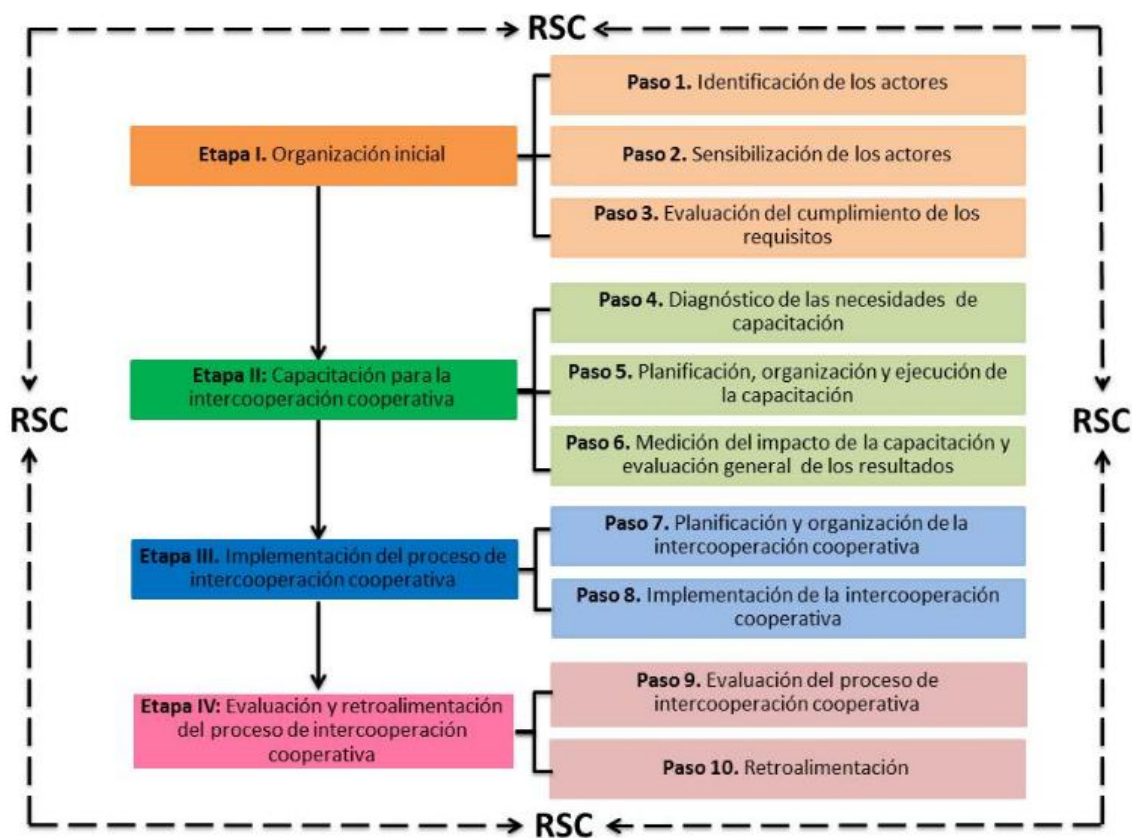 RSC
Paso 1. Identificación de los actores
Etapa I. Organización inicial
Paso 2. Sensibilización de los actores
Paso 3. Evaluación del cumplimiento de los
requisitos
Paso 4. Diagnóstico de las necesidades de
capacitación
Etapa II: Capacitación para la
intercooperación cooperativa
Paso 5. Planificación, organización y ejecución de
la capacitación
RSC
RSC
Paso 6. Medición del impacto de la capacitación y
evaluación general de los resultados
Paso 7. Planificación y organización de la
intercooperación cooperativa
Etapa III. Implementación del proceso de
intercooperación cooperativa
Paso 8. Implementación de la intercooperación
cooperativa
Paso 9. Evaluación del proceso de
intercooperación cooperativa
Etapa IV: Evaluación y retroalimentación
del proceso de intercooperación
cooperativa
Paso 10. Retroalimentación
RSC